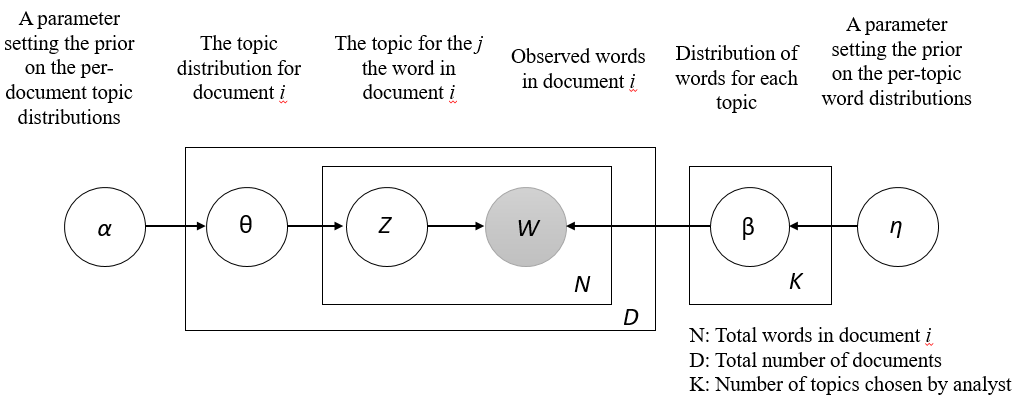 A parameter
setting the prior
on the per-
document topic
distributions
The topic
distribution for
document i
The topic for the j
the word in
document i
Observed words
in document i
Distribution of
words for each
topic
A parameter
setting the prior
on the per-topic
word distributions
α
θ
Z
W
β
η
N
K
D
N: Total words in document i
D: Total number of documents
K: Number of topics chosen by analyst